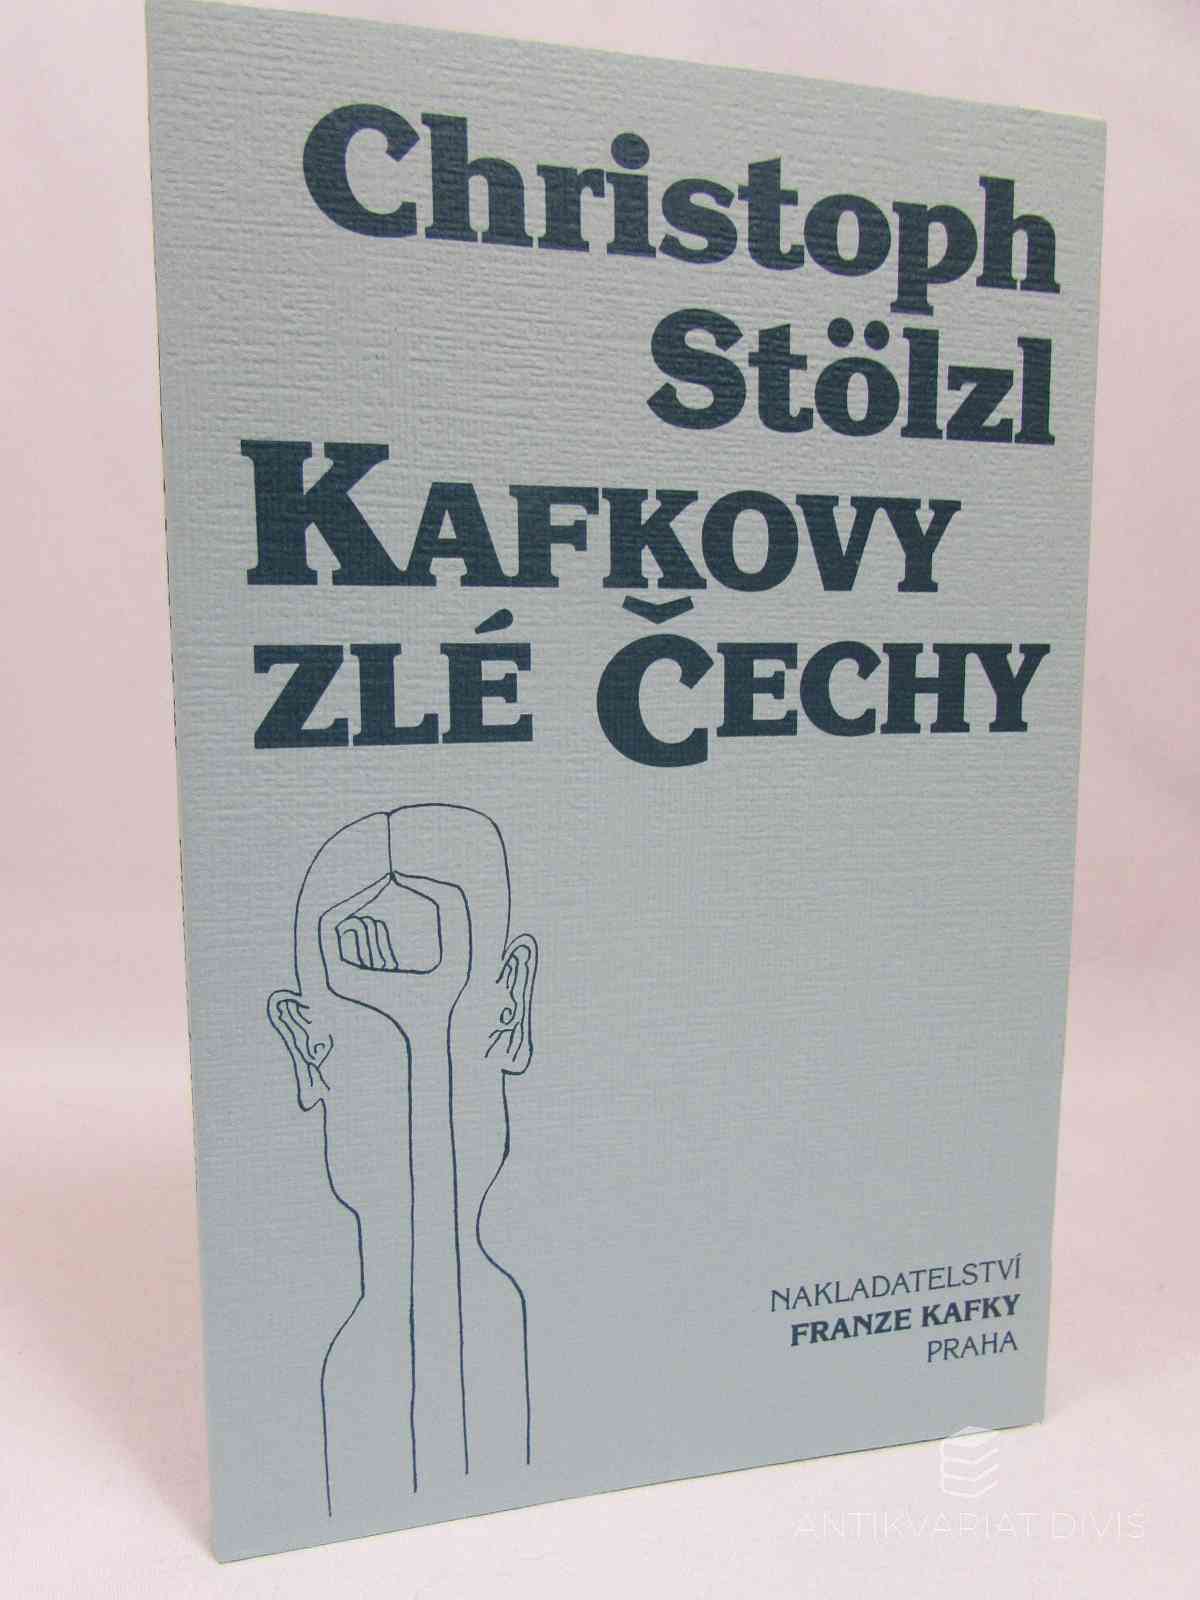 Christoph
Stölzl
KAFKOVY
ZLÉ ČECHY
NAKLADATELSTVÍ
FRANZE KAFKY
PRAHA
ANTIKVARIÁT DIVIŠ